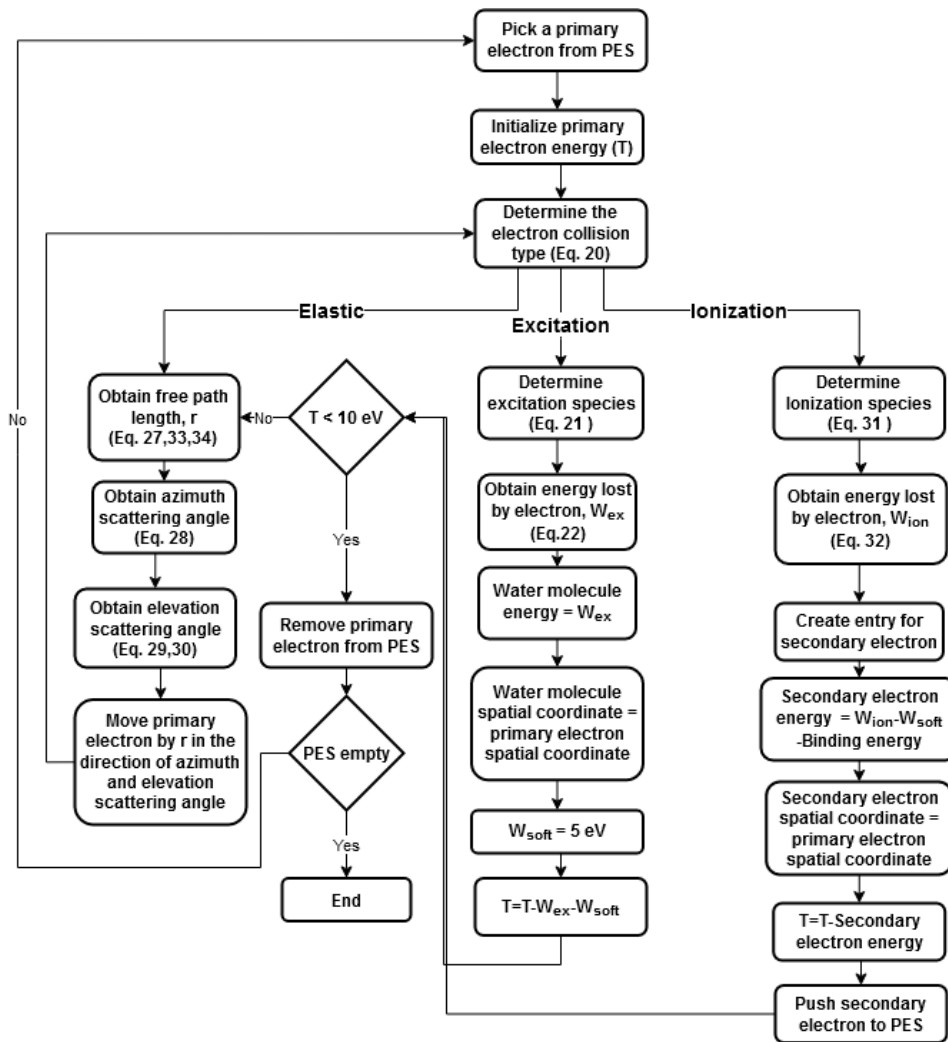 Pick a primary
electron from PES
Initialize primary
electron energy (T)
Determine the
electron collision
type (Eq. 20)
Elastic
Excitation
Ionization
Obtain free path
length, r
(Eq. 27,33,34)
Obtain azimuth
scattering angle
(Eq. 28)
Obtain elevation
scattering angle
(Eq. 29,30)
Move primary
electron by r in the
direction of azimuth
and elevation
scattering angle
No
T < 10 eV
No
Yes
Remove primary
electron from PES
PES empty
Yes
End
Determine
excitation species
(Eq. 21 )
Obtain energy lost
by electron, Wex
(Eq.22)
Water molecule
energy = Wex
Water molecule
spatial coordinate =
primary electron
spatial coordinate
Wsoft = 5 eV
T=T-Wex-Wsoft
Determine
Ionization species
(Eq. 31 )
Obtain energy lost
by electron, Wion
(Eq. 32)
Create entry for
secondary electron
Secondary electron
energy = Wion-Wsoft
-Binding energy
Secondary electron
spatial coordinate =
primary electron
spatial coordinate
T=T-Secondary
electron energy
Push secondary
electron to PES